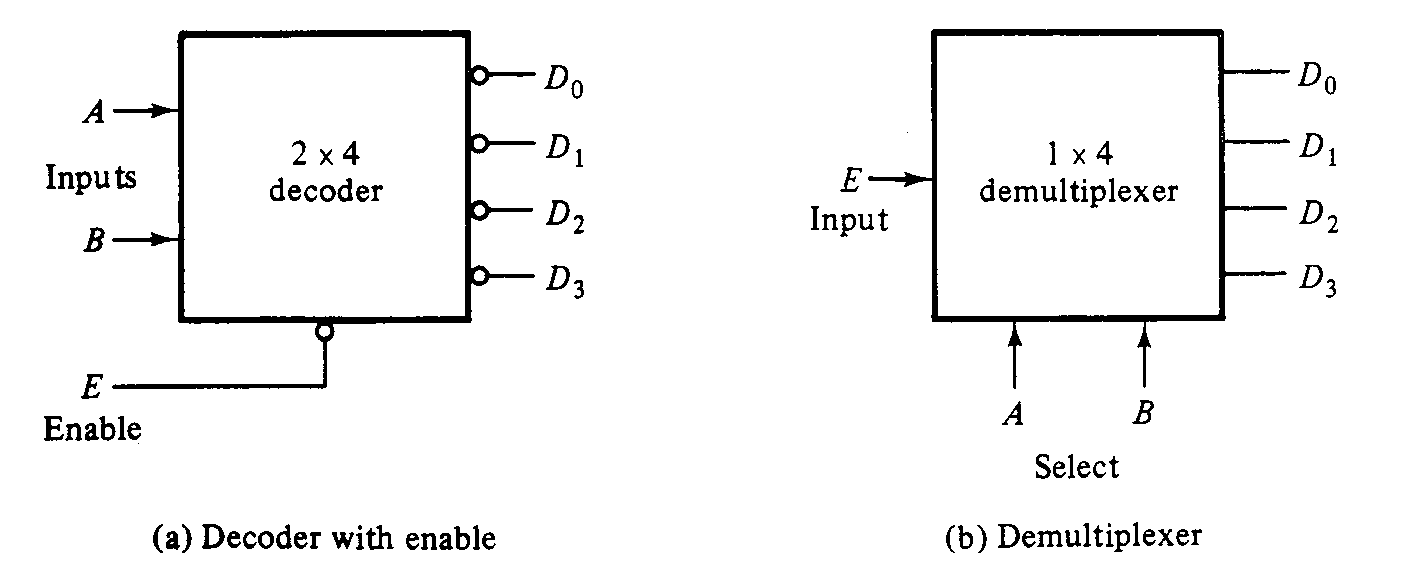 A
Inputs
B
2 × 4
decoder
D0
D1
D2
D3
E
Enable
(a) Decoder with enable
E
Input
1 × 4
demultiplexer
D0
D1
D2
D3
A
B
Select
(b) Demultiplexer